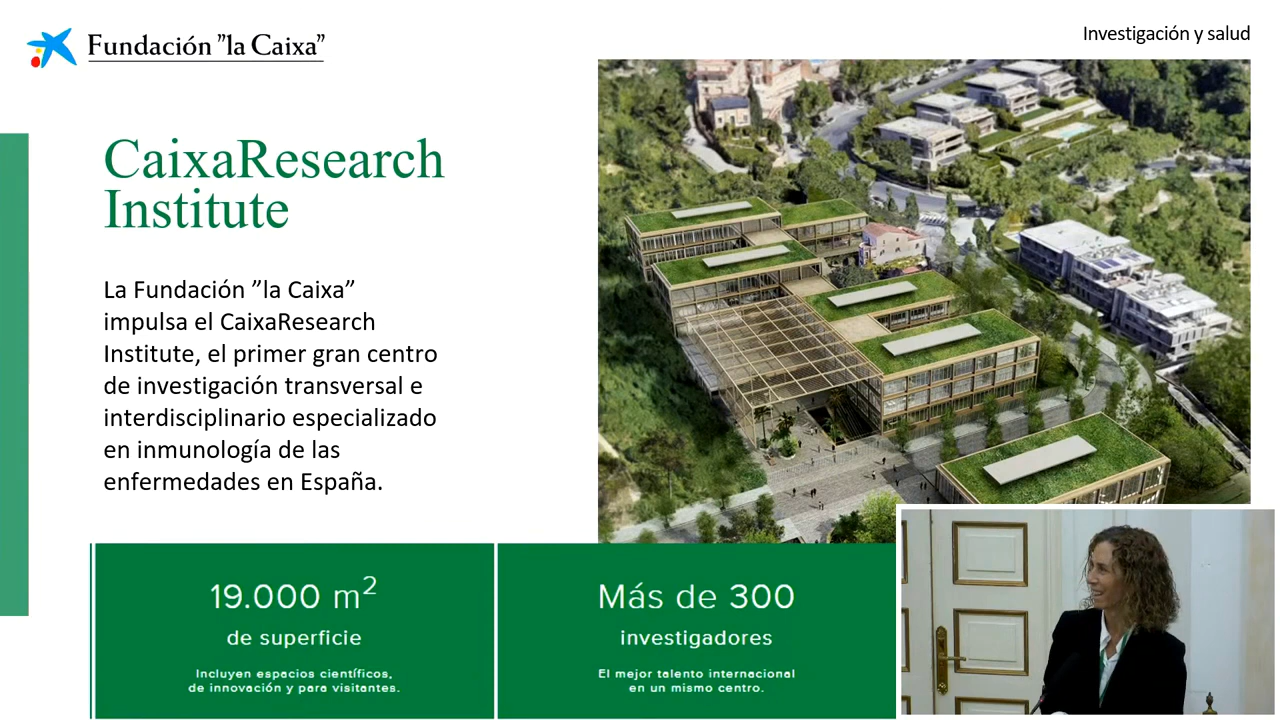 Fundación ”la Caixa”
Investigación y salud
CaixaResearch
Institute
La Fundación ”la Caixa”
impulsa el CaixaResearch
Institute, el primer gran centro
de investigación transversal e
interdisciplinario especializado
en inmunología de las
enfermedades en España.
19.000 m²
de superficie
Incluyen espacios científicos,
de innovación y para visitantes.
Más de 300
investigadores
El mejor talento internacional
en un mismo centro.